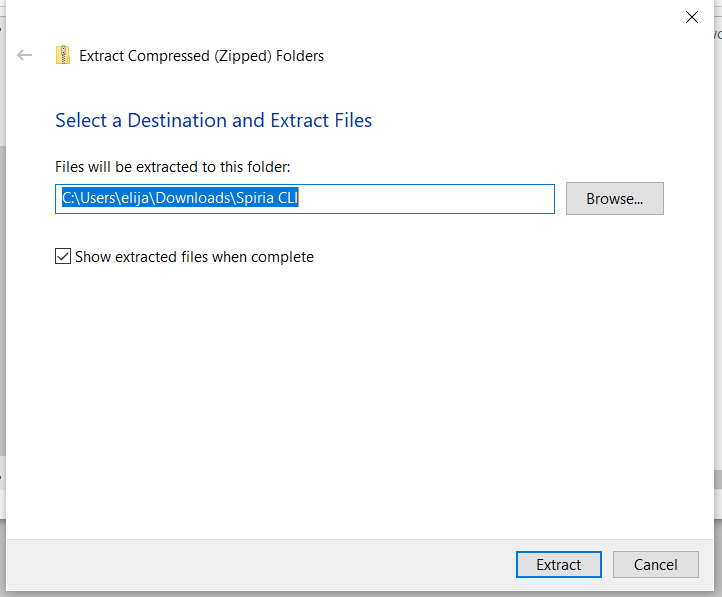 Extract Compressed (Zipped) Folders
Select a Destination and Extract Files
Files will be extracted to this folder:
C:\Users\elija\Downloads\Spiria CLI
Browse...
Show extracted files when complete
Extract
Cancel